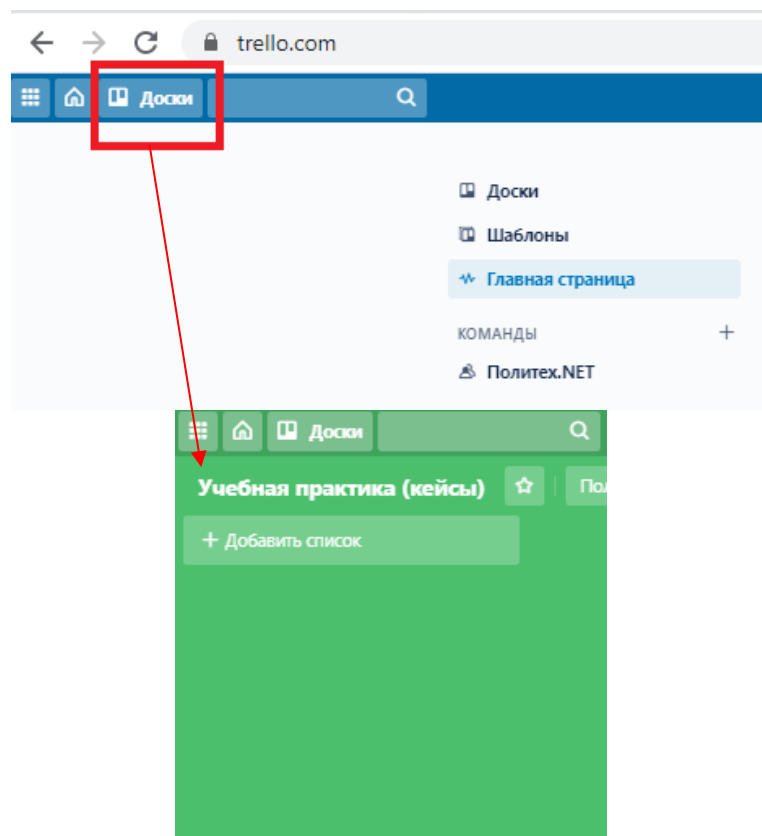 trello.com
Доски
Доски
Шаблоны
Главная страница
КОМАНДЫ
Политех.NET
Доски
Учебная практика (кейсы)
Добавить список